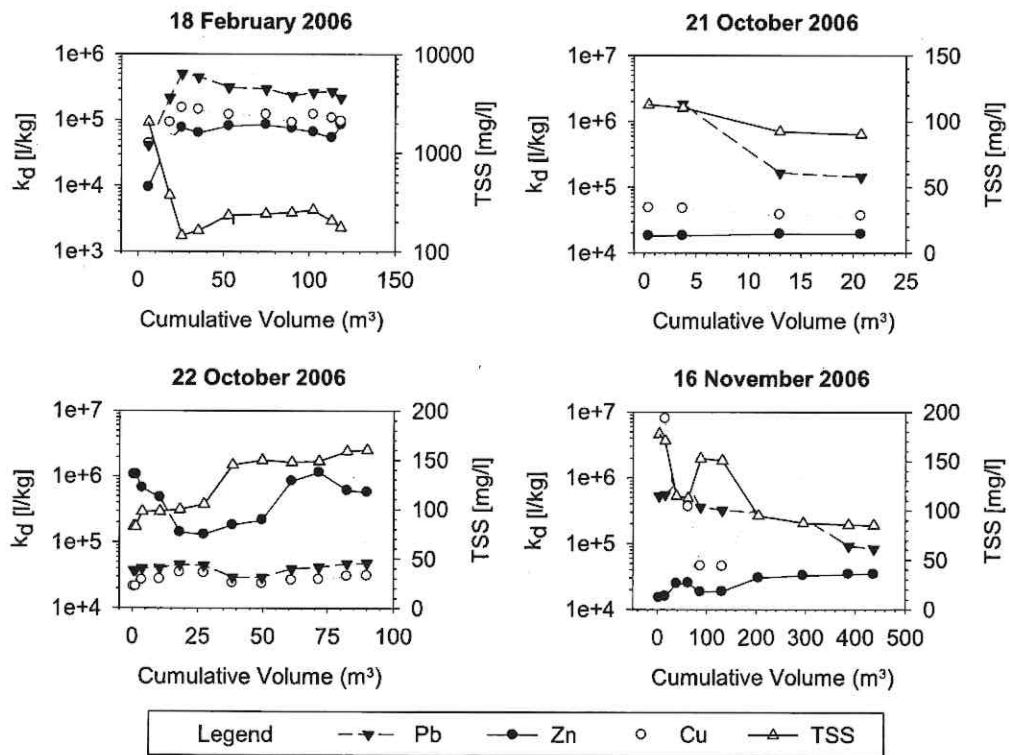 18 February 2006
21 October 2006
1e+6
1e+5
1e+4
1e+3
kd [l/kg]
10000
1000
100
TSS [mg/l]
0 50 100 150
Cumulative Volume (m³)
1e+7
1e+6
1e+5
1e+4
kd [l/kg]
150
100
50
0
TSS [mg/l]
0 5 10 15 20 25
Cumulative Volume (m³)
22 October 2006
16 November 2006
1e+7
1e+6
1e+5
1e+4
kd [l/kg]
200
150
100
50
0
TSS [mg/l]
0 25 50 75 100
Cumulative Volume (m³)
1e+7
1e+6
1e+5
1e+4
kd [l/kg]
200
150
100
50
0
TSS [mg/l]
0 100 200 300 400 500
Cumulative Volume (m³)
Legend Pb Zn Cu TSS